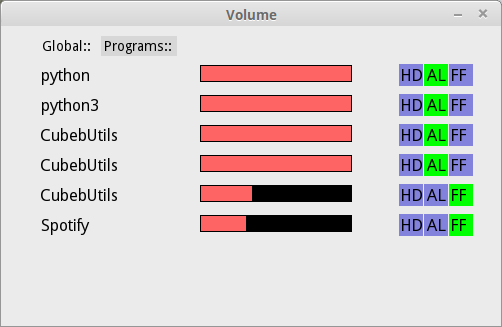 Volume
Global:: Programs::
python HD AL FF
python3 HD AL FF
CubebUtils HD AL FF
CubebUtils HD AL FF
CubebUtils HD AL FF
Spotify HD AL FF